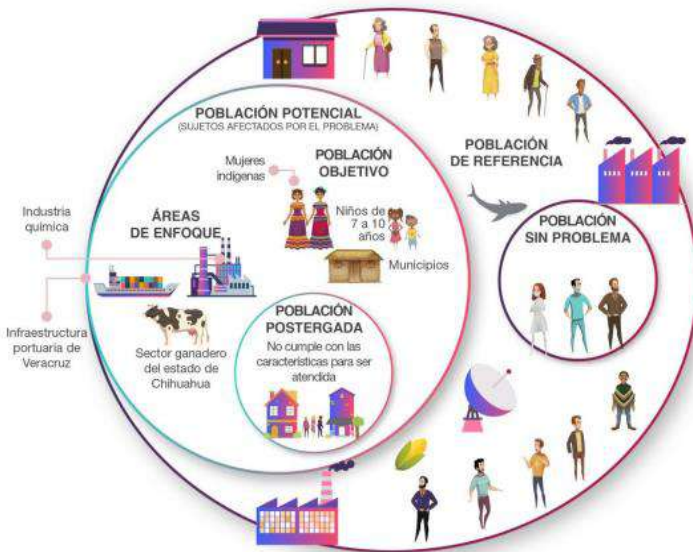 POBLACIÓN POTENCIAL
(SUJETOS AFECTADOS POR EL PROBLEMA)
Mujeres
indígenas
POBLACIÓN
OBJETIVO
Niños de
7 a 10
años
Municipios
ÁREAS
DE ENFOQUE
Industria
química
Infraestructura
portuaria de
Veracruz
Sector ganadero
del estado de
Chihuahua
POBLACIÓN
POSTERGADA
No cumple con las
características para ser
atendida
POBLACIÓN
DE REFERENCIA
POBLACIÓN
SIN PROBLEMA